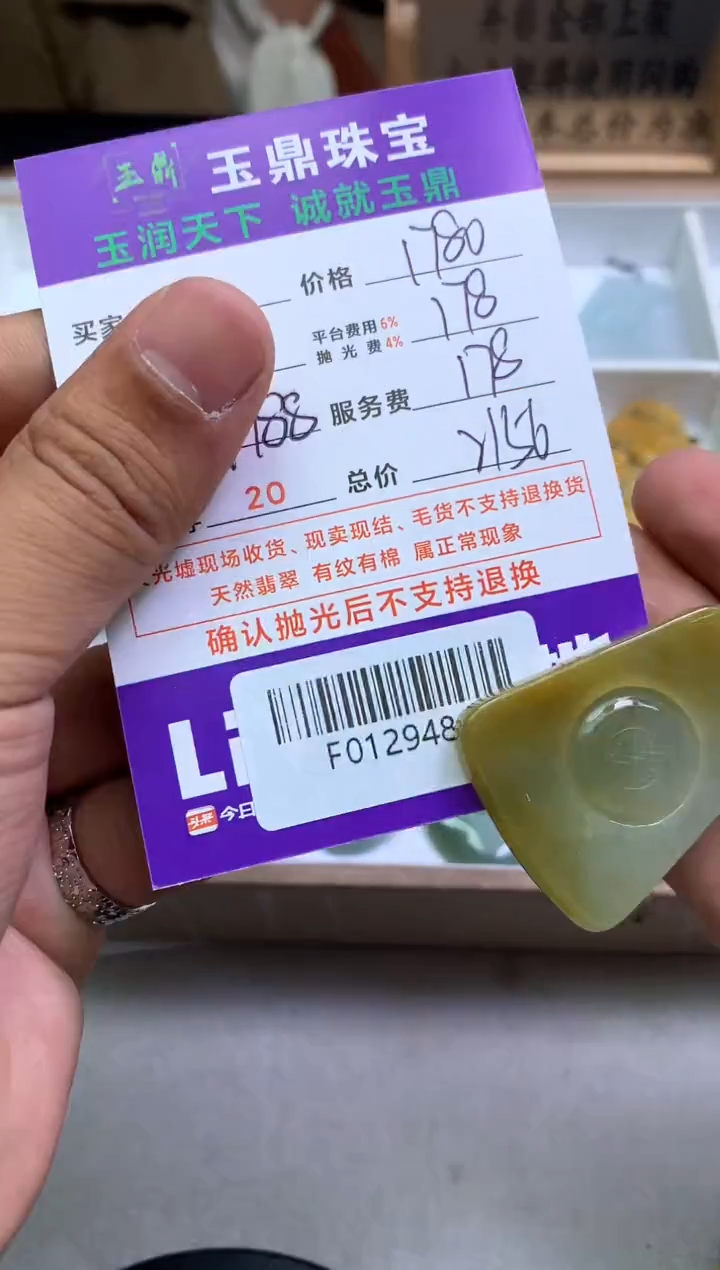 玉鼎
玉鼎珠宝
玉润天下 诚就玉鼎
买家
价格 1780
平台费用6%
抛光费4%
178
488
服务费 178
20
总价 2156
光墟现场收货、现卖现结、毛货不支持退换货
天然翡翠 有纹有棉 属正常现象
确认抛光后不支持退换
Li
F012948
头条 今日